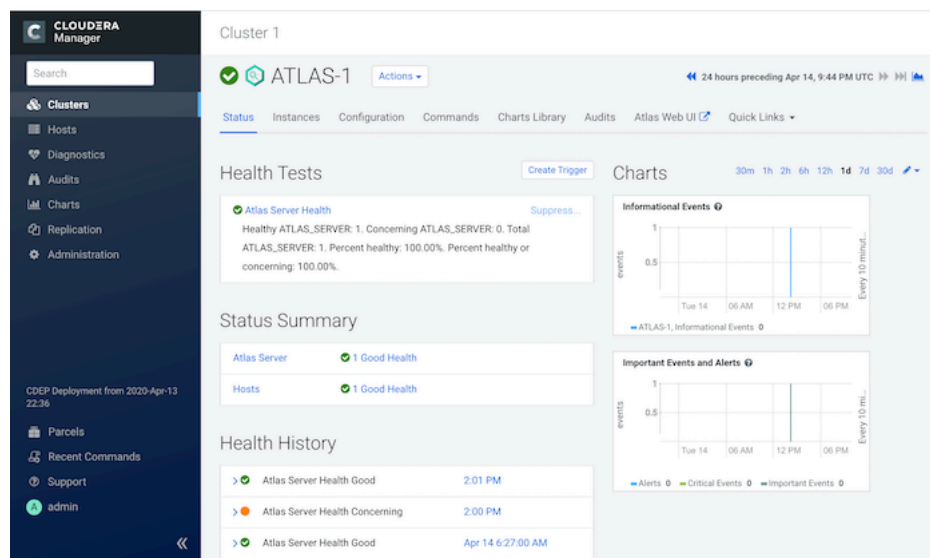 CLOUDERA
Manager
Search
Clusters
Hosts
Diagnostics
Audits
Charts
Replication
Administration
CDEP Deployment from 2020-Apr-13
22:36
Parcels
Recent Commands
Support
A admin
Cluster 1
ATLAS-1 Actions
24 hours preceding Apr 14, 9:44 PM UTC
Status Instances Configuration Commands Charts Library Audits Atlas Web UI Quick Links
Health Tests Create Trigger
Atlas Server Health Suppress...
Healthy ATLAS_SERVER: 1. Concerning ATLAS_SERVER: 0. Total
ATLAS_SERVER: 1. Percent healthy: 100.00%. Percent healthy or
concerning: 100.00%.
Status Summary
Atlas Server 1 Good Health
Hosts 1 Good Health
Health History
Atlas Server Health Good 2:01 PM
Atlas Server Health Concerning 2:00 PM
Atlas Server Health Good Apr 14 6:27:00 AM
Charts 30m 1h 2h 6h 12h 1d 7d 30d
Informational Events
events
1
0.5
Every 10 minut...
Tue 14 06 AM 12 PM 06 PM
ATLAS-1, Informational Events 0
Important Events and Alerts
events
1
0.5
Every 10 mi...
Tue 14 06 AM 12 PM 06 PM
Alerts 0 Critical Events 0 Important Events 0